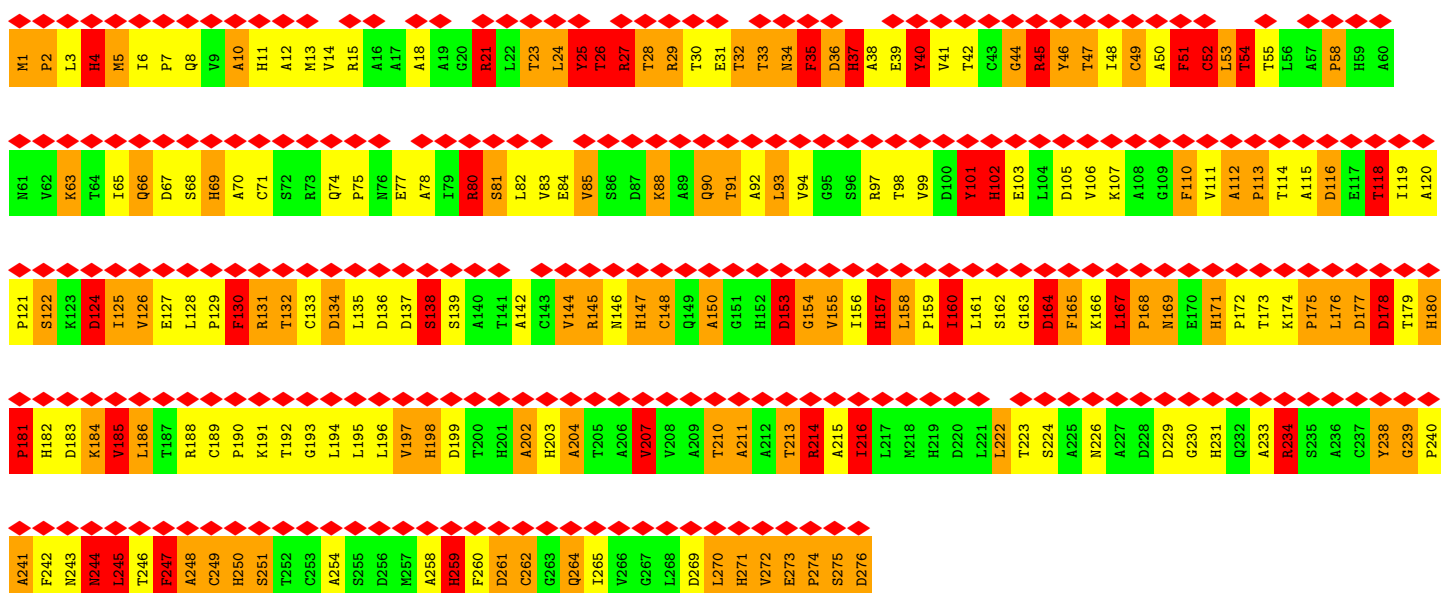 M1 P2 L3 H4 M5 I6 P7 Q8 V9 A10 H11 A12 M13 V14 R15 A16 A17 A18 A19 G20 R21 L22 T23 L24 Y25 T26 R27 T28 R29 T30 E31 T32 T33 N34 F35 D36 H37 A38 E39 Y40 V41 T42 C43 G44 R45 Y46 T47 I48 C49 A50 F51 C52 L53 T54 T55 L56 A57 P58 H59 A60
N61 V62 K63 T64 I65 Q66 D67 S68 H69 A70 C71 S72 R73 Q74 P75 N76 E77 A78 I79 R80 S81 L82 V83 E84 V85 S86 D87 K88 A89 Q90 T91 A92 L93 V94 G95 S96 R97 T98 V99 D100 Y101 H102 E103 L104 D105 V106 K107 A108 G109 F110 V111 A112 P113 T114 A115 D116 E117 T118 I119 A120
P121 S122 K123 D124 I125 V126 E127 L128 P129 F130 R131 T132 C133 D134 L135 D136 D137 S138 S139 A140 T141 A142 C143 V144 R145 N146 H147 C148 Q149 A150 G151 H152 D153 G154 V155 I156 H157 L158 P159 I160 L161 S162 G163 D164 F165 K166 L167 P168 N169 E170 H171 P172 T173 K174 P175 L176 D177 D178 T179 H180
P181 H182 D183 K184 V185 L186 T187 R188 C189 P190 K191 T192 G193 L194 L195 L196 V197 H198 D199 T200 H201 A202 H203 A204 T205 A206 V207 V208 A209 T210 A211 A212 T213 R214 A215 I216 L217 M218 H219 D220 L221 L222 T223 S224 A225 N226 A227 D228 D229 G230 H231 Q232 A233 R234 S235 A236 C237 Y238 G239 P240
A241 F242 N243 N244 L245 T246 F247 A248 C249 H250 S251 T252 C253 A254 S255 D256 M257 A258 H259 F260 D261 C262 G263 Q264 I265 V266 G267 L268 D269 L270 H271 V272 E273 P274 S275 D276